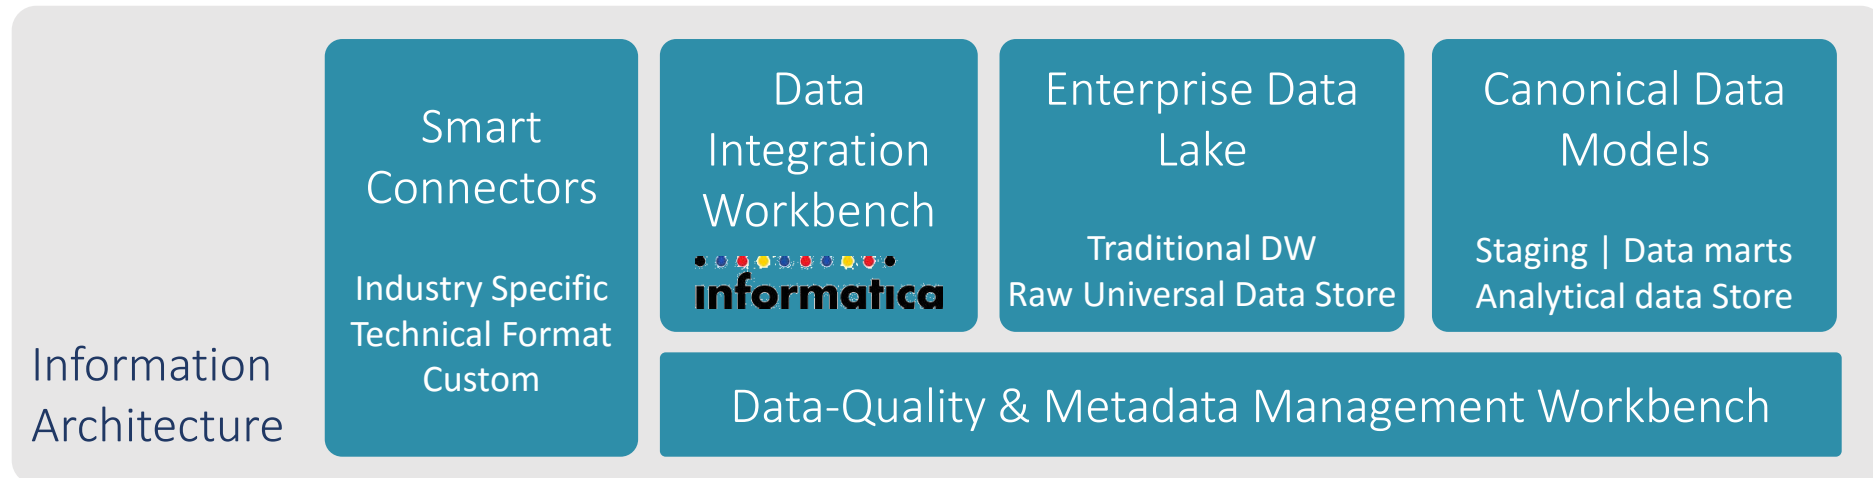 Information
Architecture
Smart
Connectors
Industry Specific
Technical Format
Custom
Data
Integration
Workbench
informatica
Enterprise Data
Lake
Traditional DW
Raw Universal Data Store
Canonical Data
Models
Staging | Data marts
Analytical data Store
Data-Quality & Metadata Management Workbench